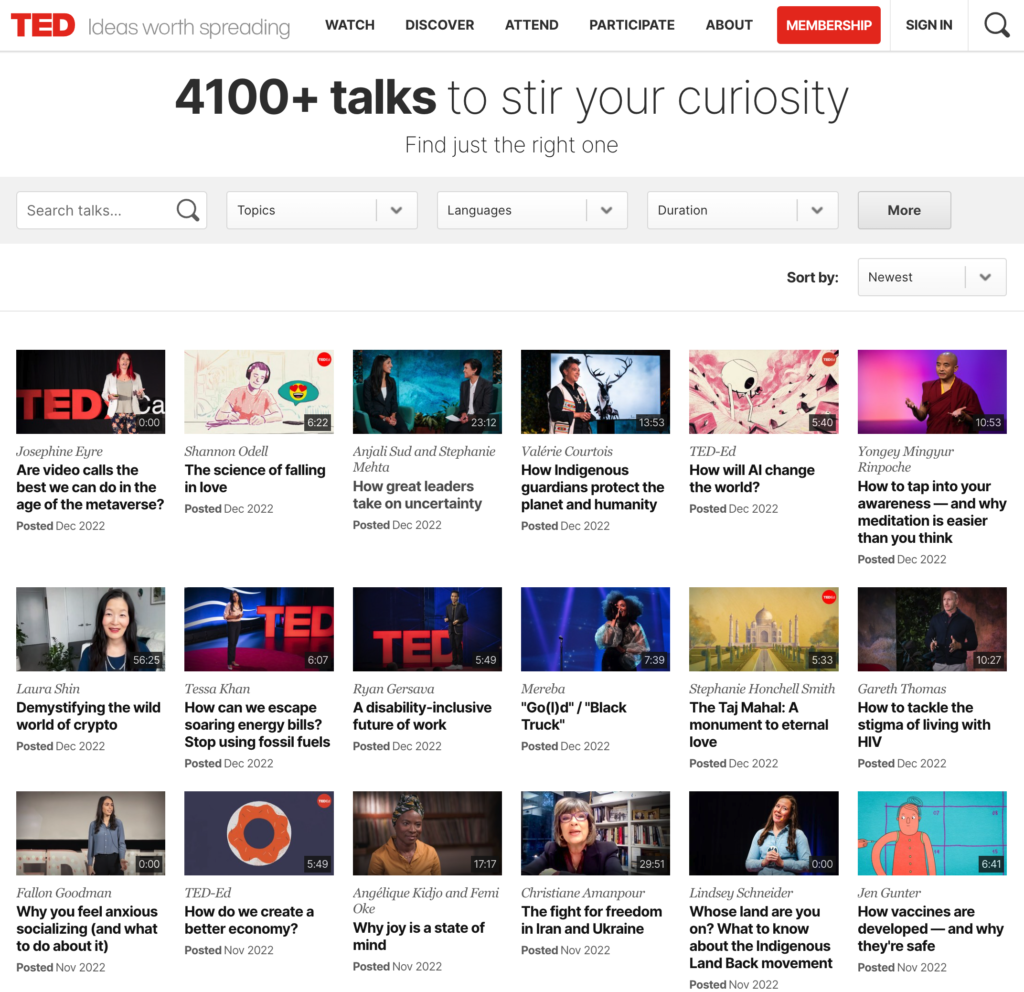 TED Ideas worth spreading WATCH DISCOVER ATTEND PARTICIPATE ABOUT MEMBERSHIP SIGN IN
4100+ talks to stir your curiosity
Find just the right one
Search talks... Topics Languages Duration More
Sort by: Newest
TED
Ca
0:00
Josephine Eyre
Are video calls the
best we can do in the
age of the metaverse?
Posted Dec 2022
6:22
Shannon Odell
The science of falling
in love
Posted Dec 2022
23:12
Anjali Sud and Stephanie
Mehta
How great leaders
take on uncertainty
Posted Dec 2022
13:53
Valérie Courtois
How Indigenous
guardians protect the
planet and humanity
Posted Dec 2022
5:40
TED-Ed
How will AI change
the world?
Posted Dec 2022
10:53
Yongey Mingyur
Rinpoche
How to tap into your
awareness — and why
meditation is easier
than you think
Posted Dec 2022
56:25
Laura Shin
Demystifying the wild
world of crypto
Posted Dec 2022
TED
6:07
Tessa Khan
How can we escape
soaring energy bills?
Stop using fossil fuels
Posted Dec 2022
TED
5:49
Ryan Gersava
A disability-inclusive
future of work
Posted Dec 2022
7:39
Mereba
"Go(l)d" / "Black
Truck"
Posted Dec 2022
5:33
Stephanie Honchell Smith
The Taj Mahal: A
monument to eternal
love
Posted Dec 2022
10:27
Gareth Thomas
How to tackle the
stigma of living with
HIV
Posted Dec 2022
0:00
Fallon Goodman
Why you feel anxious
socializing (and what
to do about it)
Posted Nov 2022
5:49
TED-Ed
How do we create a
better economy?
Posted Nov 2022
17:17
Angélique Kidjo and Femi
Oke
Why joy is a state of
mind
Posted Nov 2022
29:51
Christiane Amanpour
The fight for freedom
in Iran and Ukraine
Posted Nov 2022
0:00
Lindsey Schneider
Whose land are you
on? What to know
about the Indigenous
Land Back movement
Posted Nov 2022
6:41
Jen Gunter
How vaccines are
developed — and why
they're safe
Posted Nov 2022